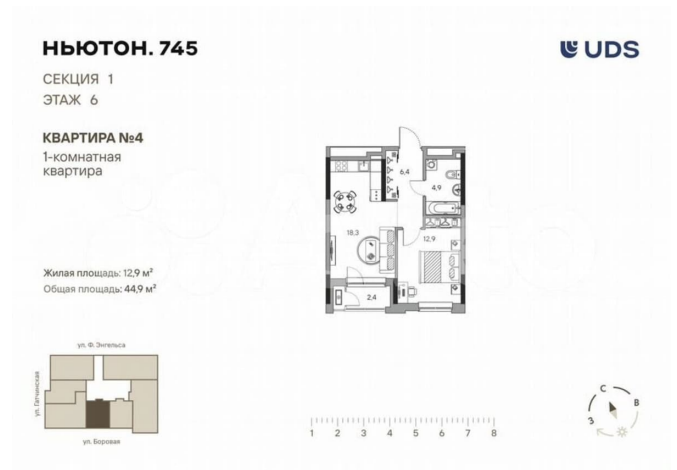 НЬЮТОН. 745
UDS
СЕКЦИЯ 1
ЭТАЖ 6
КВАРТИРА №4
1-комнатная
квартира
6,4
4,9
18,3
12,9
2,4
Жилая площадь: 12,9 м²
Общая площадь: 44,9 м²
ул. Ф. Энгельса
ул. Гатчинская
ул. Боровая
1 2 3 4 5 6 7 8
С
В
З